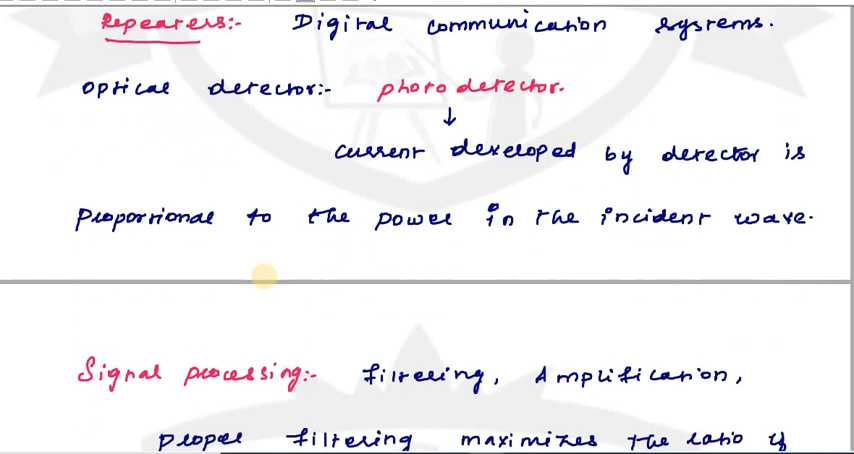 Repeaters:- Digital communication systems.
Optical detector:- photo detector.
↓
Current developed by detector is
proportional to the power in the incident wave.
Signal processing:- filtering, Amplification,
proper filtering maximizes the ratio of